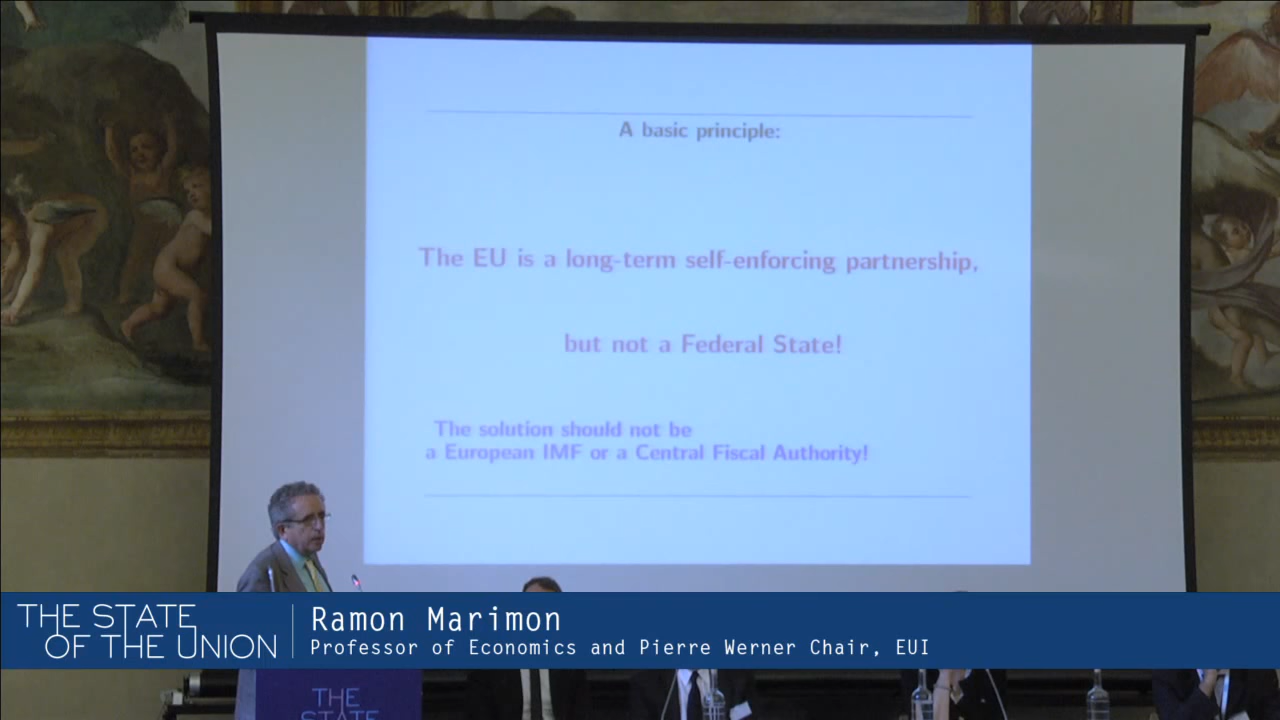 A basic principle:
The EU is a long-term self-enforcing partnership,
but not a Federal State!
The solution should not be
a European IMF or a Central Fiscal Authority!
THE STATE
OF THE UNION
Ramon Marimon
Professor of Economics and Pierre Werner Chair, EUI
THE
STATE